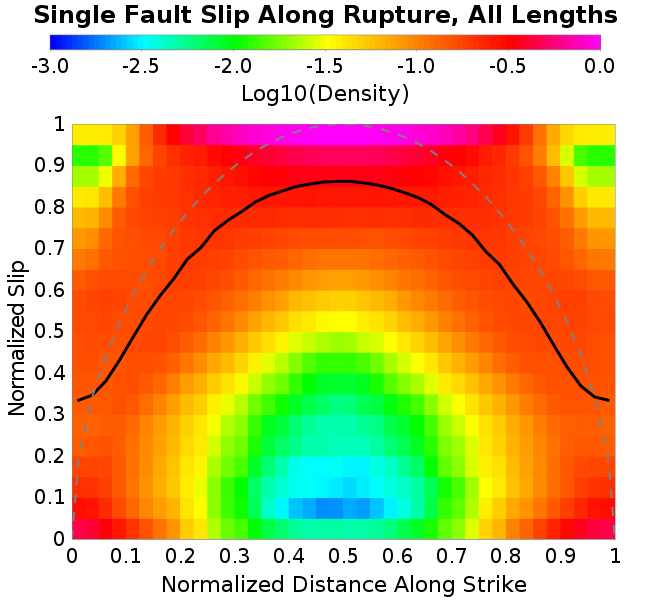 Single Fault Slip Along Rupture, All Lengths
-3.0 -2.5 -2.0 -1.5 -1.0 -0.5 0.0
Log10(Density)
1
0.9
0.8
0.7
0.6
0.5
0.4
0.3
0.2
0.1
0
Normalized Slip
0 0.1 0.2 0.3 0.4 0.5 0.6 0.7 0.8 0.9 1
Normalized Distance Along Strike